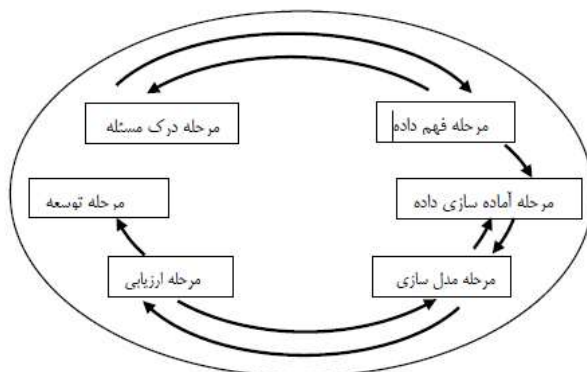 مرحله درک مسئله
مرحله فهم داده
مرحله توسعه
مرحله آماده سازی داده
مرحله ارزیابی
مرحله مدل سازی